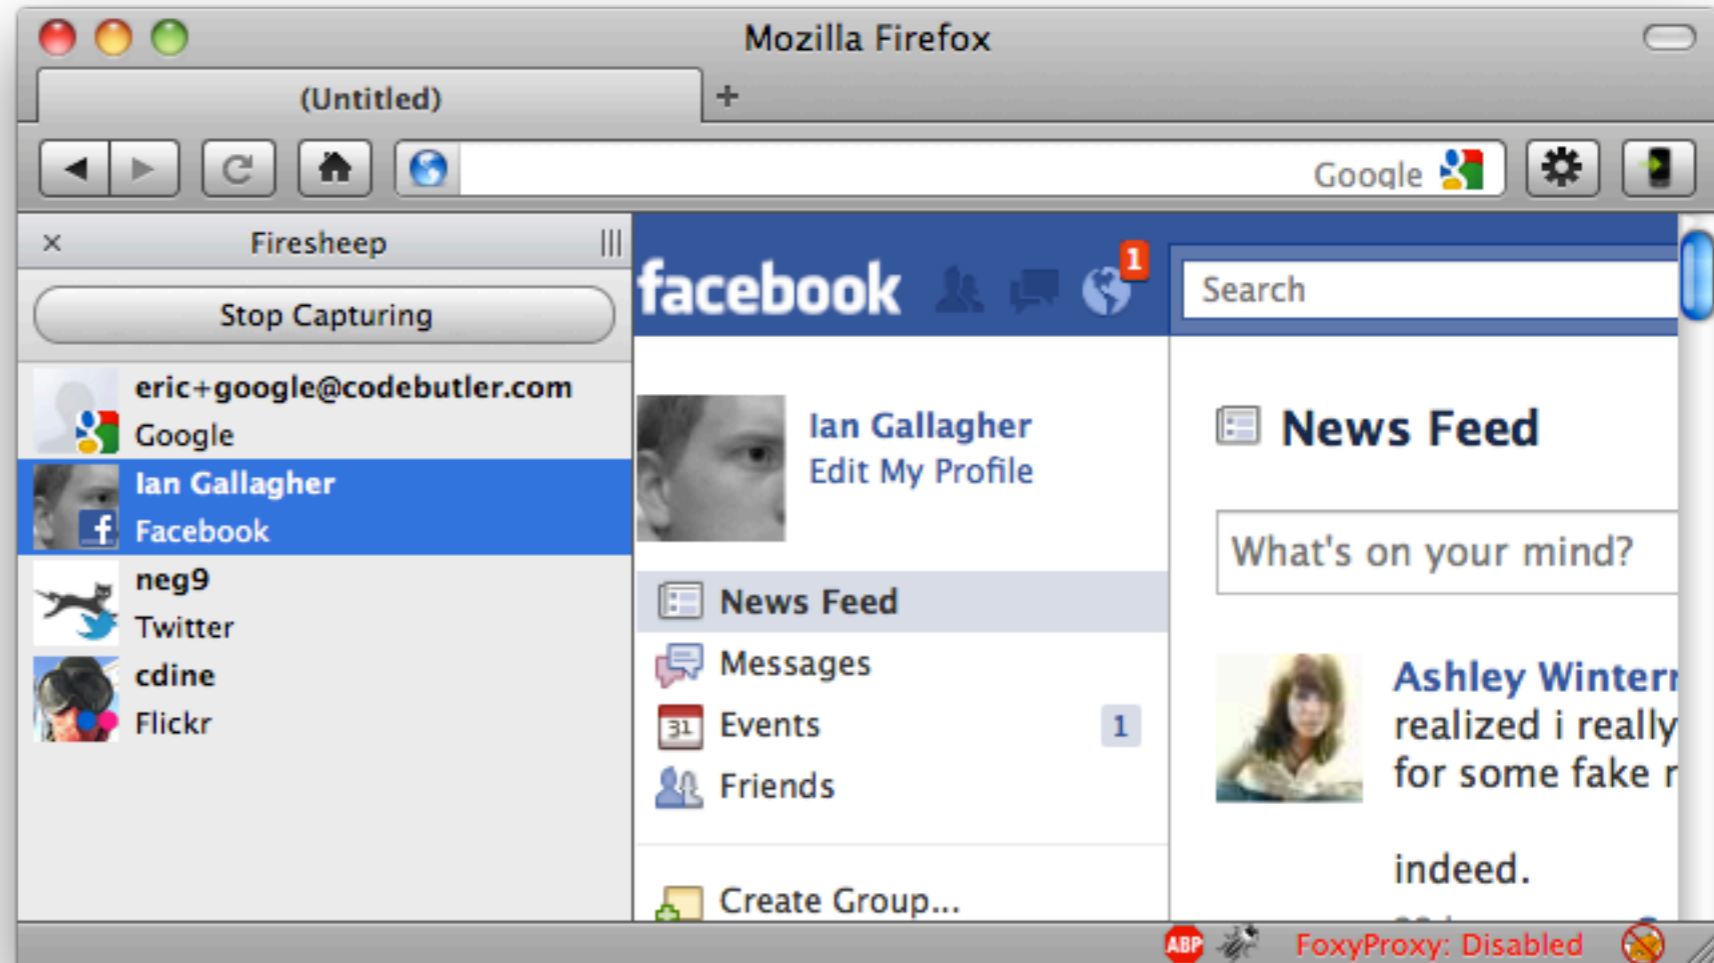 Mozilla Firefox
(Untitled)
Google
Firesheep
Stop Capturing
eric+google@codebutler.com
Google
Ian Gallagher
Facebook
neg9
Twitter
cdine
Flickr
facebook
1
Search
Ian Gallagher
Edit My Profile
News Feed
Messages
31 Events 1
Friends
Create Group...
News Feed
What's on your mind?
Ashley
realized i really
for some fake
indeed.
ABP
FoxyProxy: Disabled